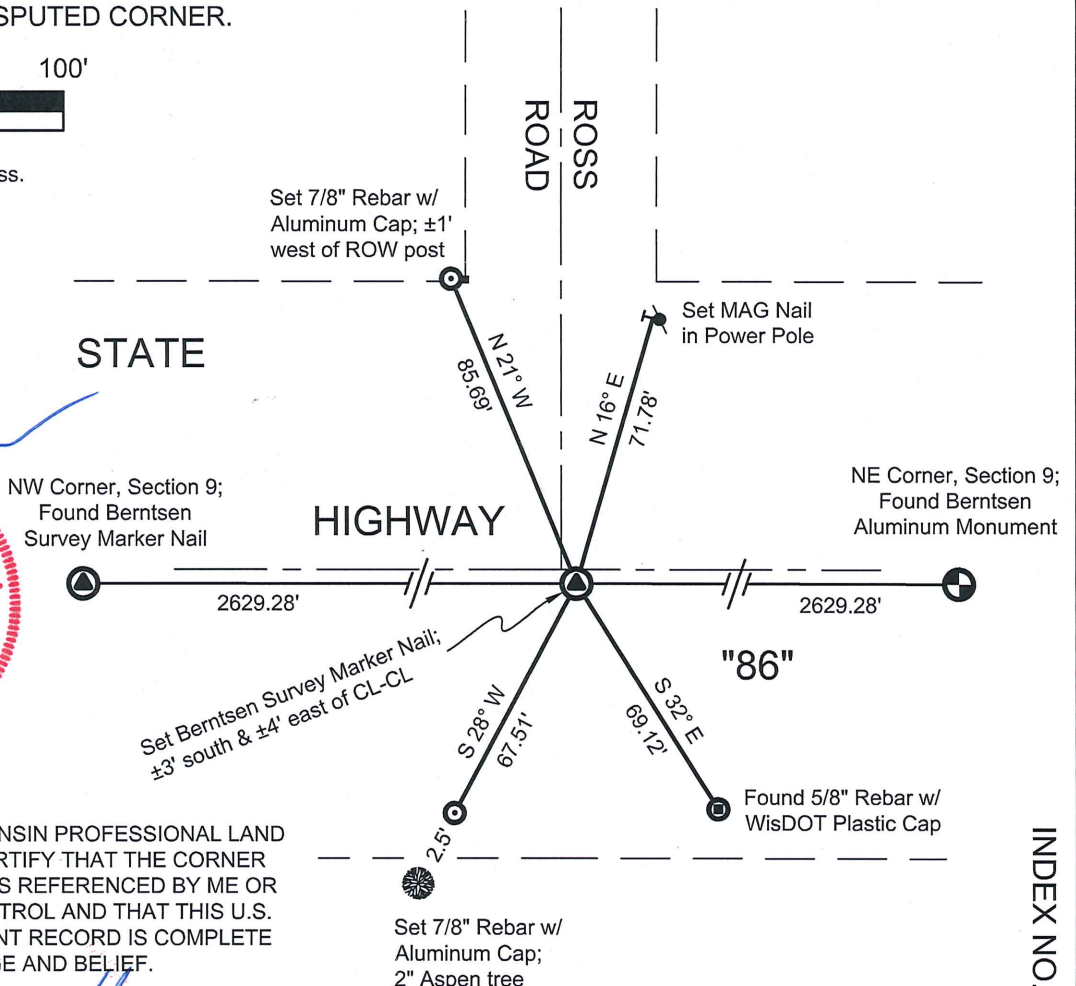 SPUTED CORNER.
100'
ss.
ROAD
ROSS
Set 7/8" Rebar w/
Aluminum Cap; ±1'
west of ROW post
Set MAG Nail
in Power Pole
STATE
N 21° W
85.69'
N 16° E
71.78'
NW Corner, Section 9;
Found Berntsen
Survey Marker Nail
HIGHWAY
NE Corner, Section 9;
Found Berntsen
Aluminum Monument
2629.28'
2629.28'
"86"
Set Berntsen Survey Marker Nail;
±3' south & ±4' east of CL-CL
S 28° W
67.51'
S 32° E
69.12'
Found 5/8" Rebar w/
WisDOT Plastic Cap
2.5'
NSIN PROFESSIONAL LAND
RTIFY THAT THE CORNER
S REFERENCED BY ME OR
TROL AND THAT THIS U.S.
NT RECORD IS COMPLETE
GE AND BELIEF.
Set 7/8" Rebar w/
Aluminum Cap;
2" Aspen tree
INDEX NO.